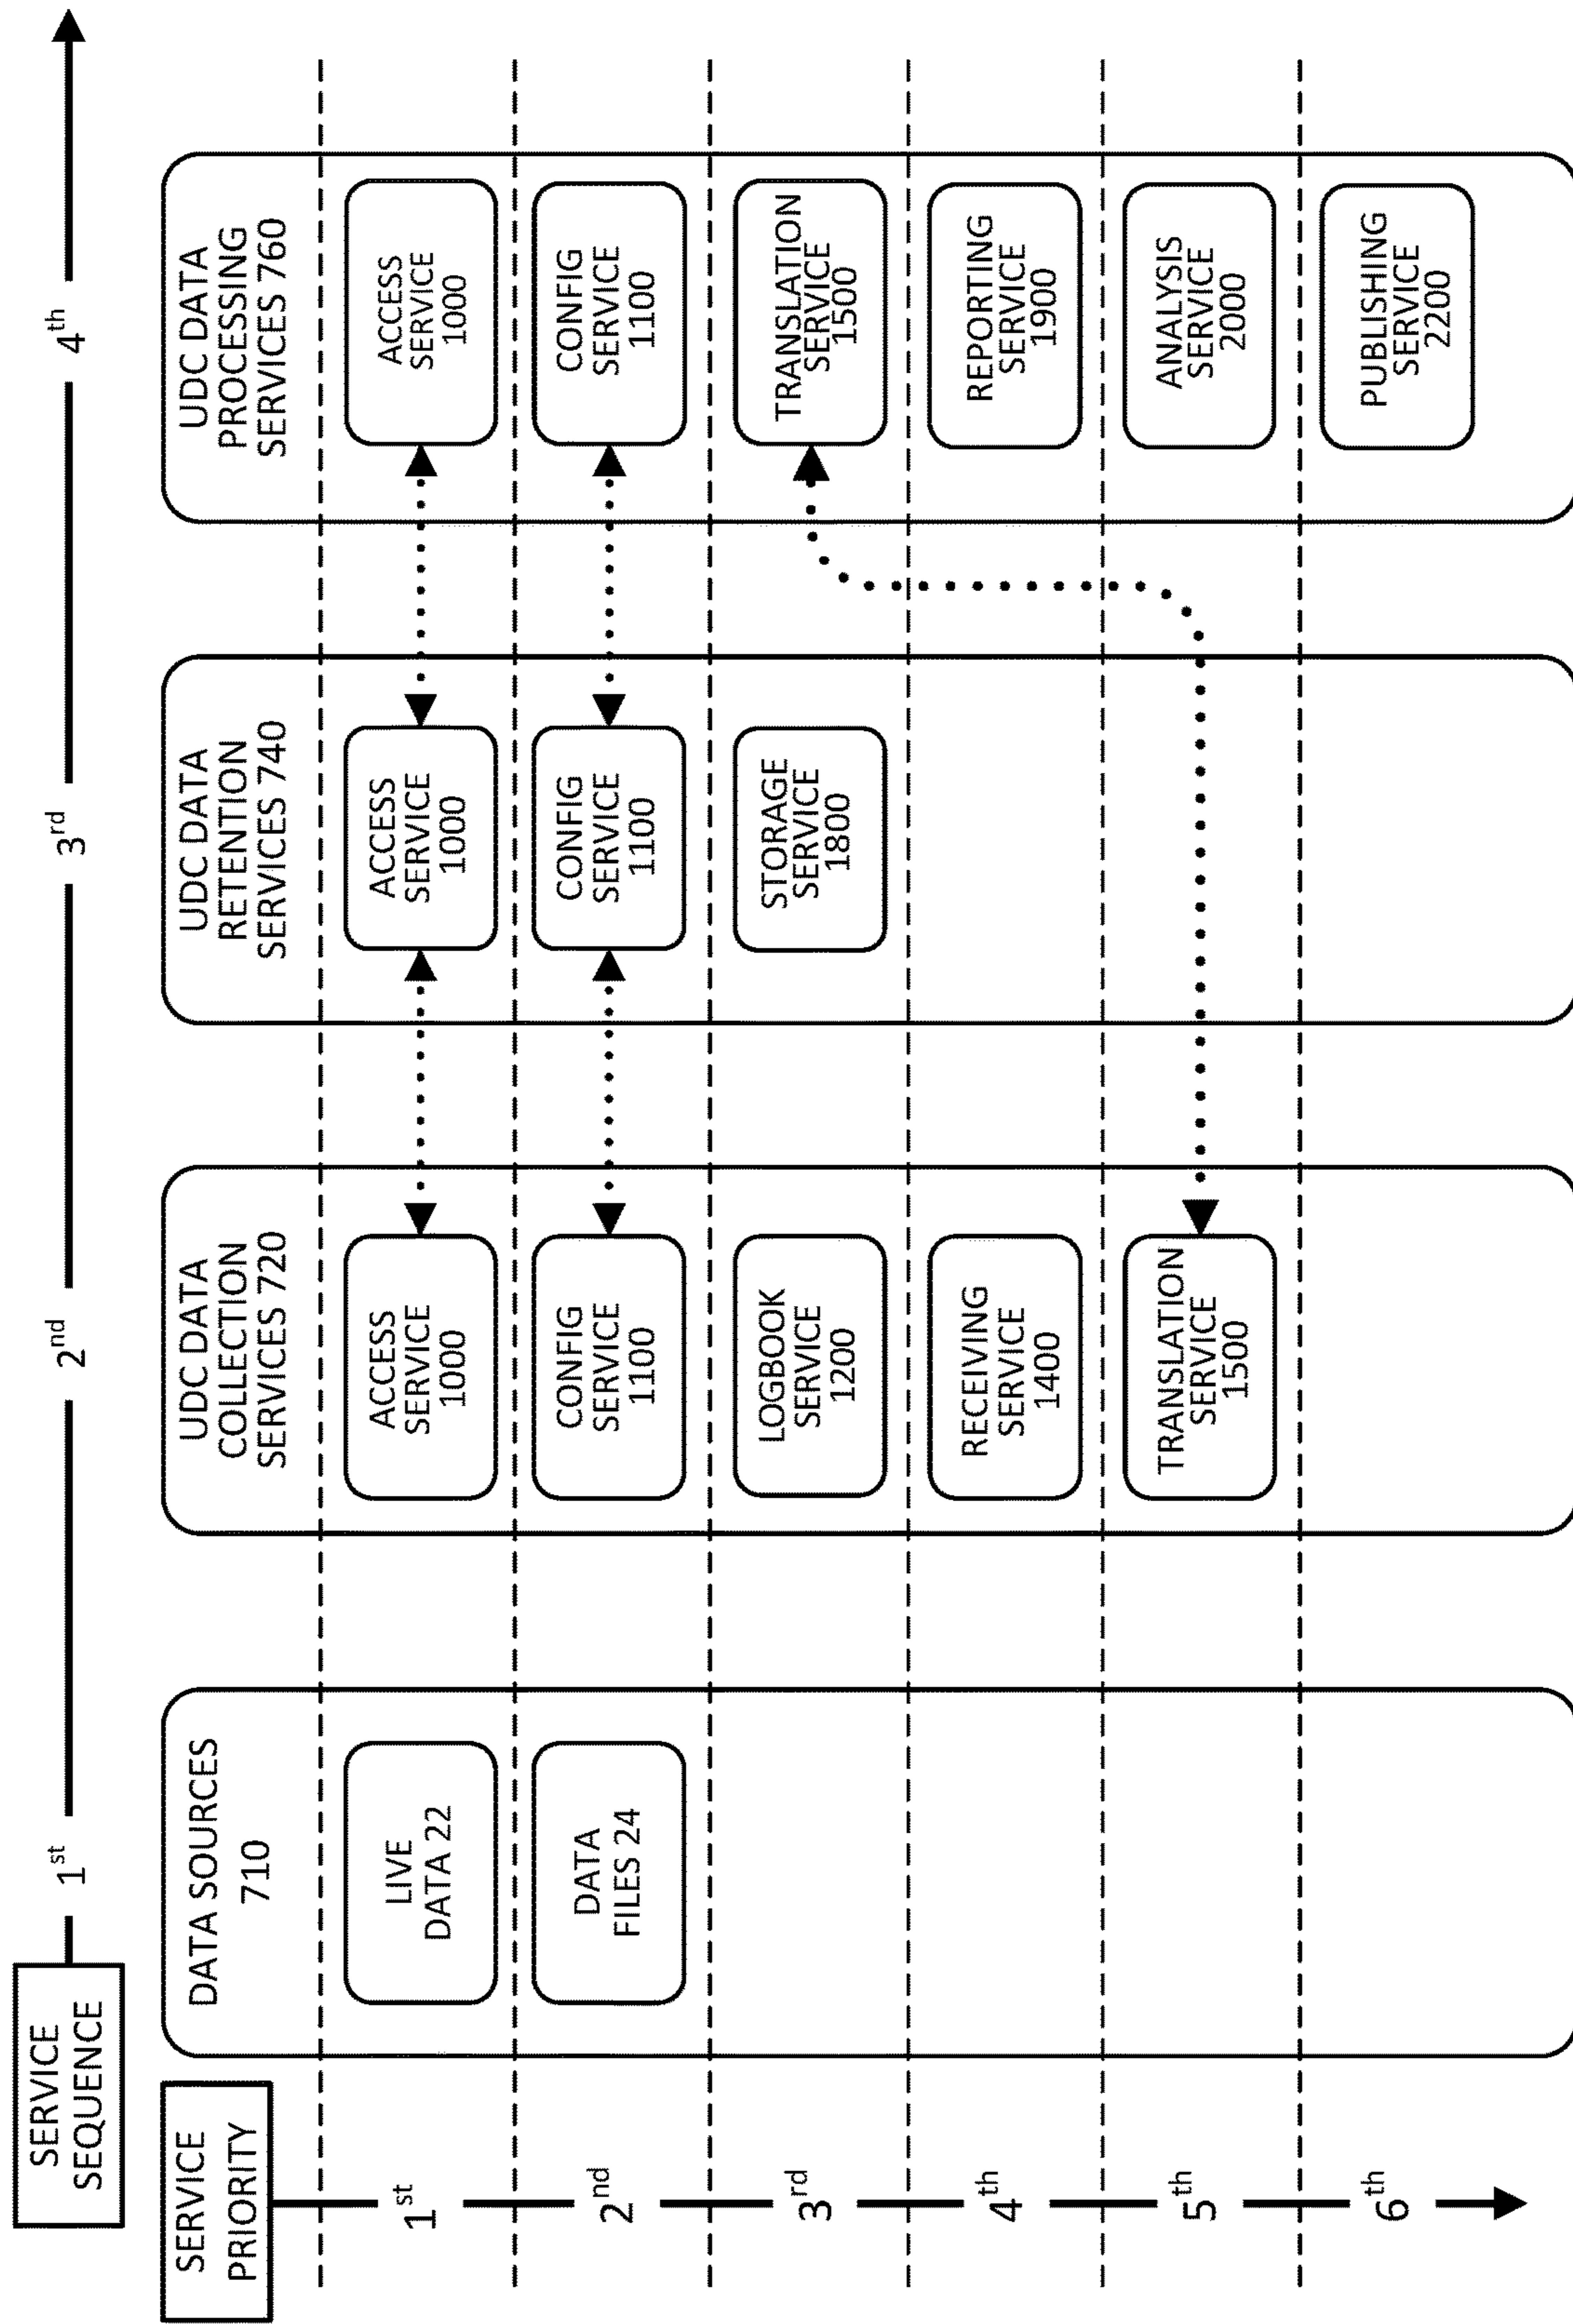 SERVICE
SEQUENCE
1st
2nd
3rd
4th
SERVICE
PRIORITY
1st
2nd
3rd
4th
5th
6th
DATA SOURCES
710
LIVE
DATA 22
DATA
FILES 24
UDC DATA
COLLECTION
SERVICES 720
ACCESS
SERVICE
1000
CONFIG
SERVICE
1100
LOGBOOK
SERVICE
1200
RECEIVING
SERVICE
1400
TRANSLATION
SERVICE
1500
UDC DATA
RETENTION
SERVICES 740
ACCESS
SERVICE
1000
CONFIG
SERVICE
1100
STORAGE
SERVICE
1800
UDC DATA
PROCESSING
SERVICES 760
ACCESS
SERVICE
1000
CONFIG
SERVICE
1100
TRANSLATION
SERVICE
1500
REPORTING
SERVICE
1900
ANALYSIS
SERVICE
2000
PUBLISHING
SERVICE
2200